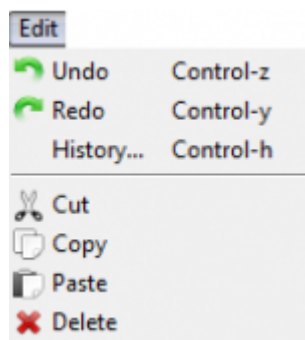 Edit
Undo Control-z
Redo Control-y
History... Control-h
Cut
Copy
Paste
Delete